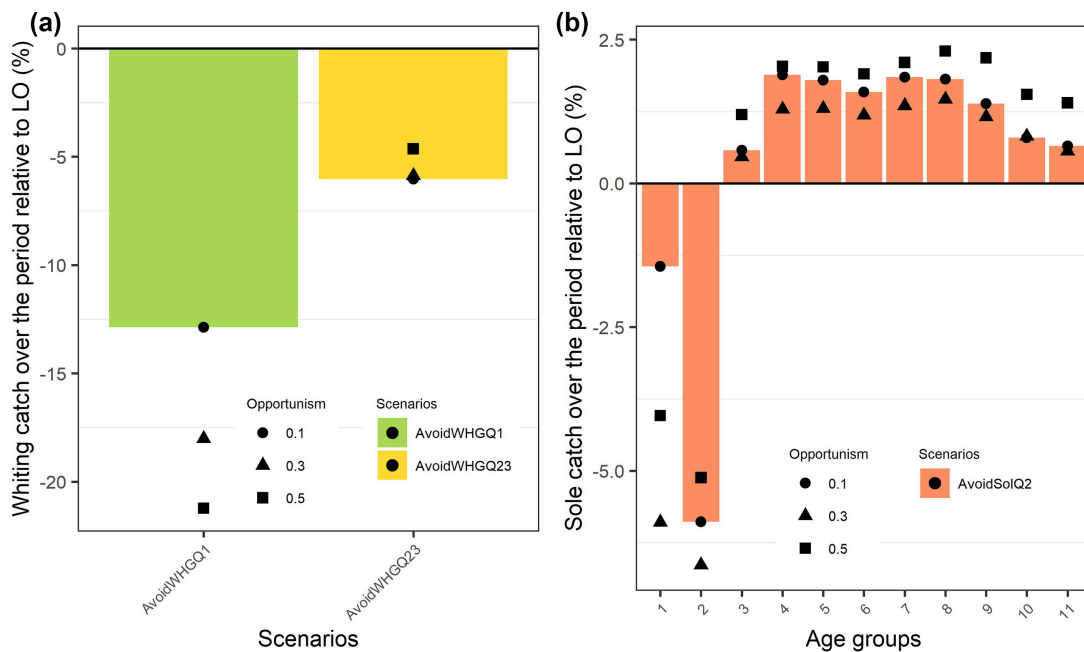 (a)
Whiting catch over the period relative to LO (%)
0
-5
-10
-15
-20
Opportunism
0.1
0.3
0.5
Scenarios
AvoidWHGQ1
AvoidWHGQ23
AvoidWHGQ1
AvoidWHGQ23
Scenarios
(b)
Sole catch over the period relative to LO (%)
2.5
0.0
-2.5
-5.0
Opportunism
0.1
0.3
0.5
Scenarios
AvoidSolQ2
1
2
3
4
5
6
7
8
9
10
11
Age groups